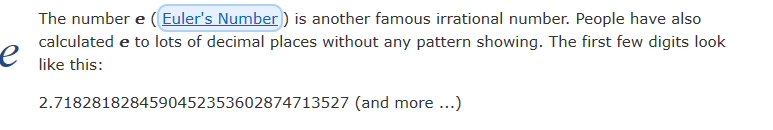 The number e (Euler's Number) is another famous irrational number. People have also
calculated e to lots of decimal places without any pattern showing. The first few digits look
e
like this:
2.7182818284590452353602874713527 (and more ...)